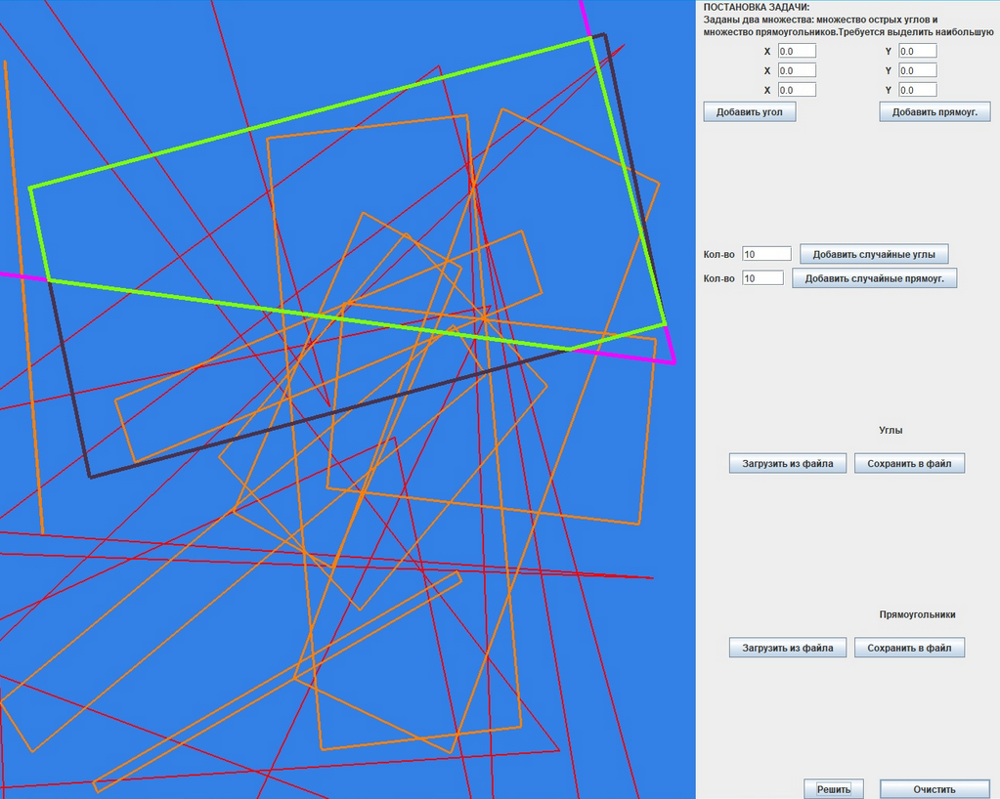 ПОСТАНОВКА ЗАДАЧИ:
Заданы два множества: множество острых углов и
множество прямоугольников.Требуется выделить наибольшую
X 0.0 Y 0.0
X 0.0 Y 0.0
X 0.0 Y 0.0
Добавить угол Добавить прямоуг.
Кол-во 10 Добавить случайные углы
Кол-во 10 Добавить случайные прямоуг.
Углы
Загрузить из файла Сохранить в файл
Прямоугольники
Загрузить из файла Сохранить в файл
Решить Очистить